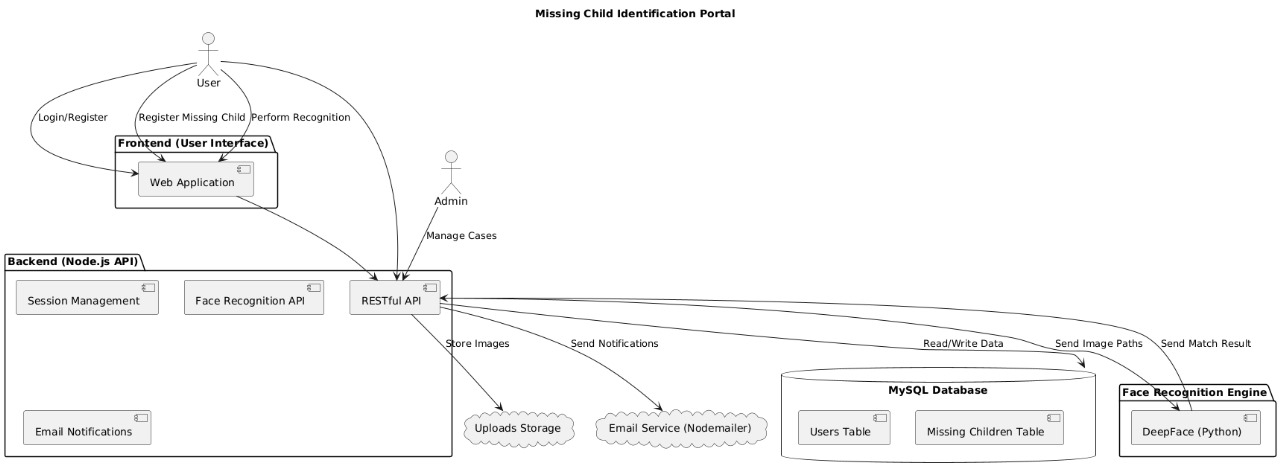 Missing Child Identification Portal
User
Login/Register
Register Missing Child
Perform Recognition
Frontend (User Interface)
Web Application
Admin
Manage Cases
Backend (Node.js API)
Session Management
Face Recognition API
RESTful API
Store Images
Send Notifications
Read/Write Data
Send Image Paths
Send Match Result
MySQL Database
Face Recognition Engine
Email Notifications
Uploads Storage
Email Service (Nodemailer)
Users Table
Missing Children Table
DeepFace (Python)